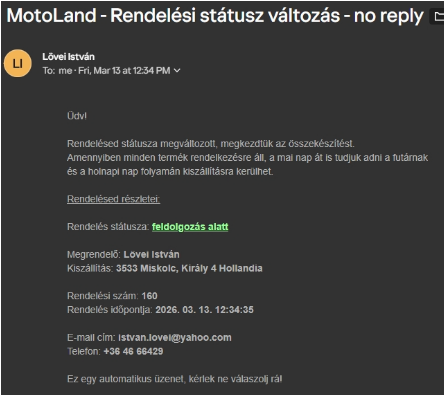 MotoLand - Rendelési státusz változás - no reply
LI
Lővei István
To: me · Fri, Mar 13 at 12:34 PM
Üdv!
Rendelésed státusza megváltozott, megkezdtük az összekészítést.
Amennyiben minden termék rendelkezésre áll, a mai nap át is tudjuk adni a futárnak
és a holnapi nap folyamán kiszállításra kerülhet.
Rendelésed részletei:
Rendelés státusza: feldolgozás alatt
Megrendelő: Lővei István
Kiszállítás: 3533 Miskolc, Király 4 Hollandia
Rendelési szám: 160
Rendelés időpontja: 2026. 03. 13. 12:34:35
E-mail cím: istvan.lovei@yahoo.com
Telefon: +36 46 66429
Ez egy automatikus üzenet, kérlek ne válaszolj rá!